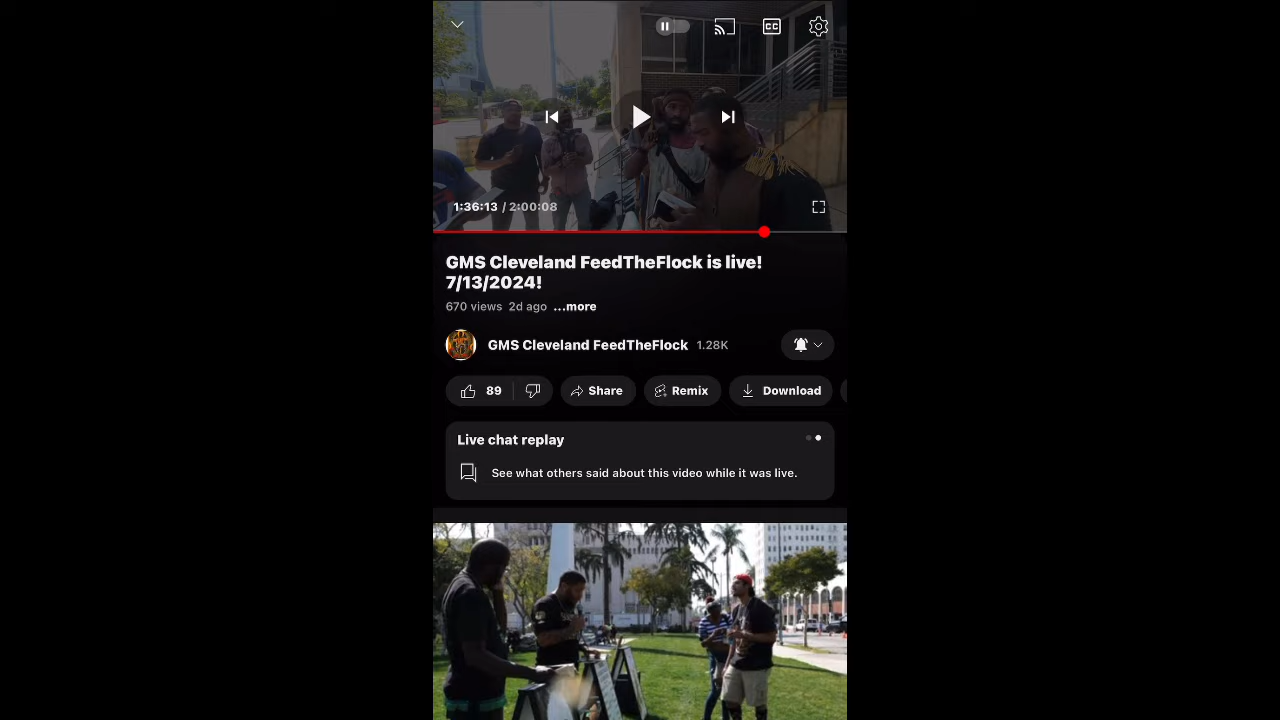 CC
1:36:13 / 2:00:08
GMS Cleveland FeedTheFlock is live!
7/13/2024!
670 views 2d ago ...more
GMS Cleveland FeedTheFlock 1.28K
89 Share Remix Download
Live chat replay
See what others said about this video while it was live.